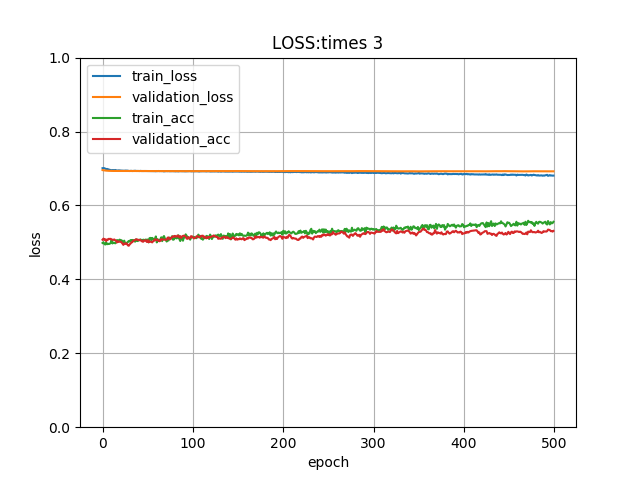 LOSS:times 3
1.0
train_loss
validation_loss
train_acc
validation_acc
0.8
0.6
0.4
0.2
0.0
loss
0 100 200 300 400 500
epoch